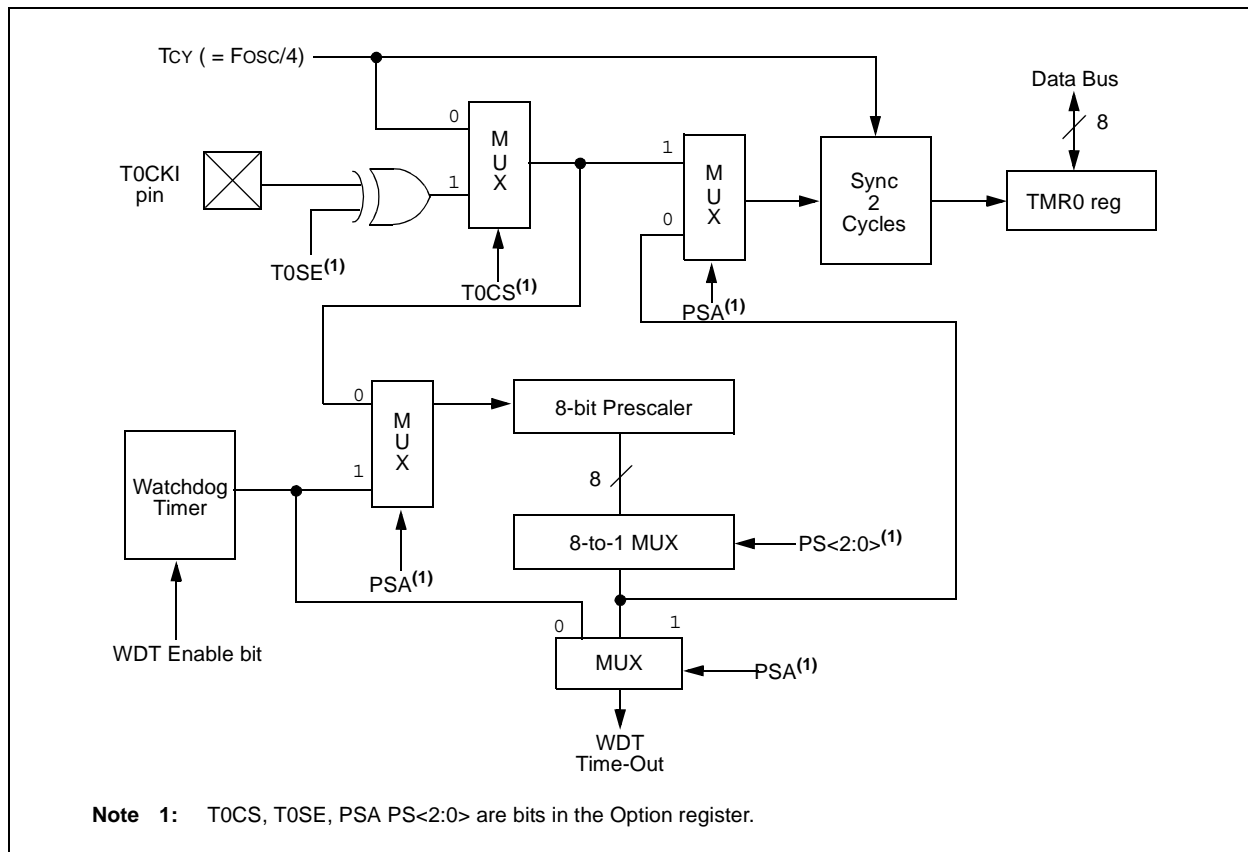 TCY ( = FOSC/4)
Data Bus
8
0
M
U
X
1
T0CKI
pin
T0SE(1)
T0CS(1)
1
M
U
X
0
PSA(1)
Sync
2
Cycles
TMR0 reg
0
M
U
X
1
PSA(1)
8-bit Prescaler
8
Watchdog
Timer
8-to-1 MUX
PS<2:0>(1)
WDT Enable bit
0
1
MUX
PSA(1)
WDT
Time-Out
Note 1: T0CS, T0SE, PSA PS<2:0> are bits in the Option register.